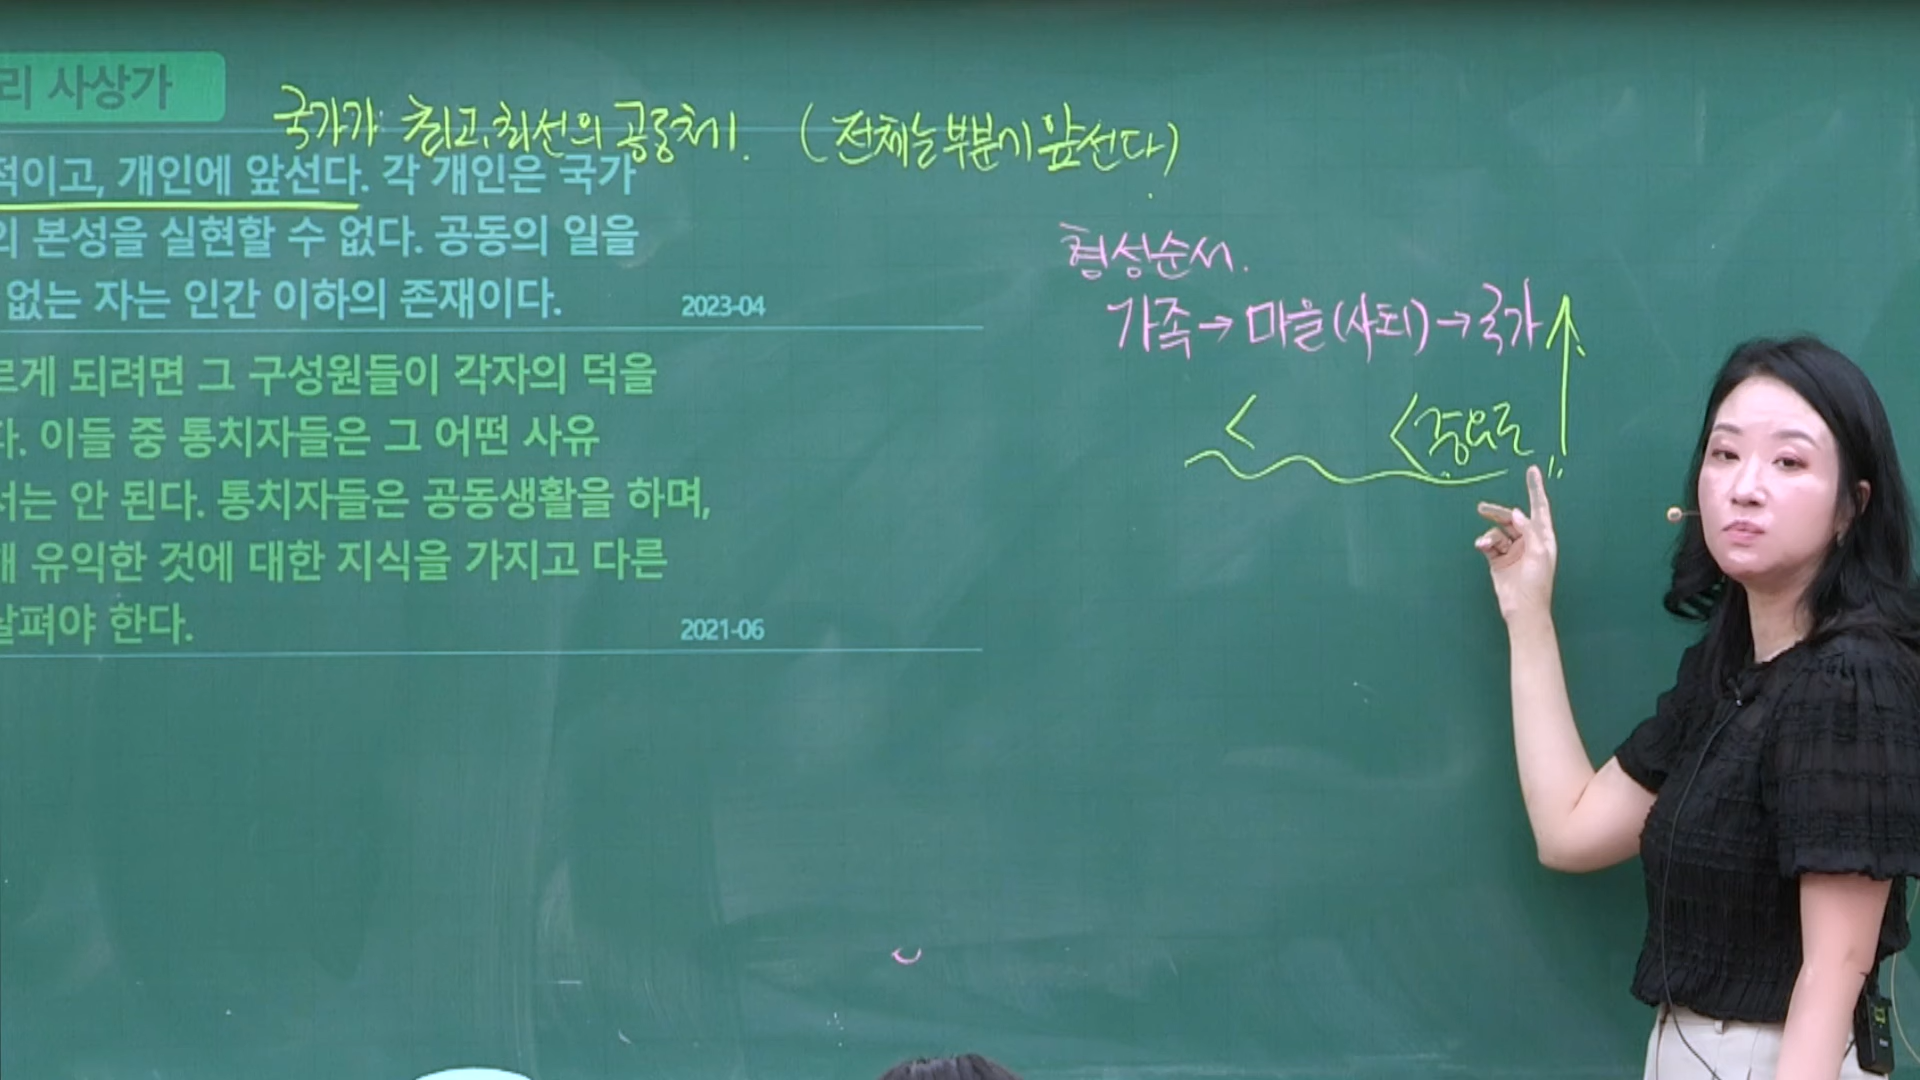 리 사상가
국가가 최고, 최선의 공동체 (전체는 부분에 앞선다)
적이고, 개인에 앞선다. 각 개인은 국가
의 본성을 실현할 수 없다. 공동의 일을
없는 자는 인간 이하의 존재이다. 2023-04
형성순서.
가족→마을(사회)→국가
< <중요도
르게 되려면 그 구성원들이 각자의 덕을
다. 이들 중 통치자들은 그 어떤 사유
서는 안 된다. 통치자들은 공동생활을 하며,
해 유익한 것에 대한 지식을 가지고 다른
살펴야 한다. 2021-06